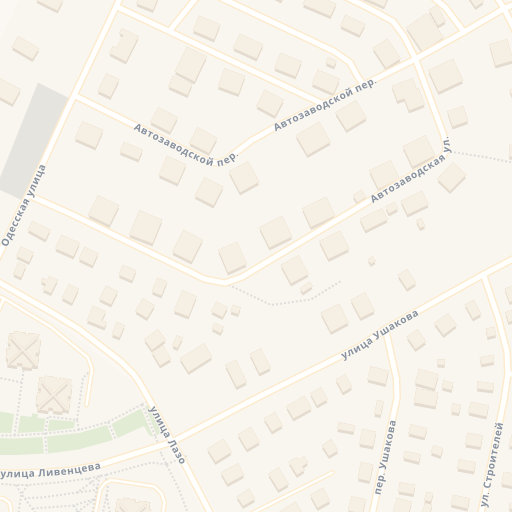 Автозаводской пер.
Автозаводской пер.
Автозаводская ул.
Одесская улица
улица Ушакова
улица Лазо
пер. Ушакова
ул. Строителей
улица Ливенцева